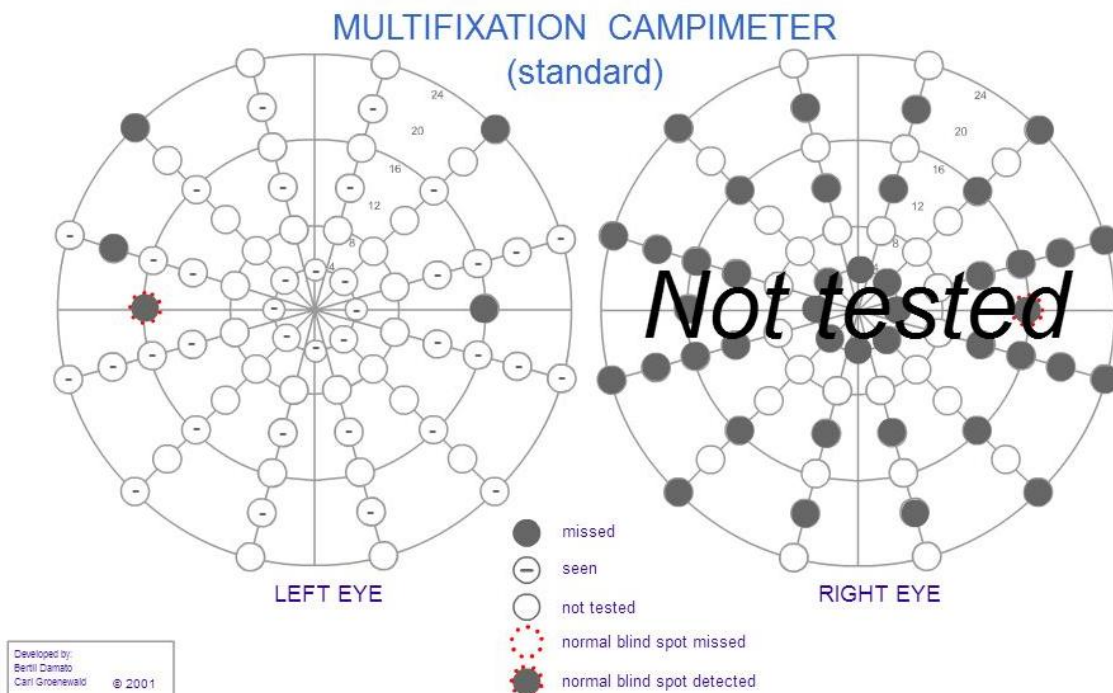 MULTIFIXATION CAMPIMETER
(standard)
24
20
16
12
8
4
24
20
16
12
8
Not tested
LEFT EYE
RIGHT EYE
missed
seen
not tested
normal blind spot missed
normal blind spot detected
Developed by:
Bertil Damato
Carl Groenewald © 2001